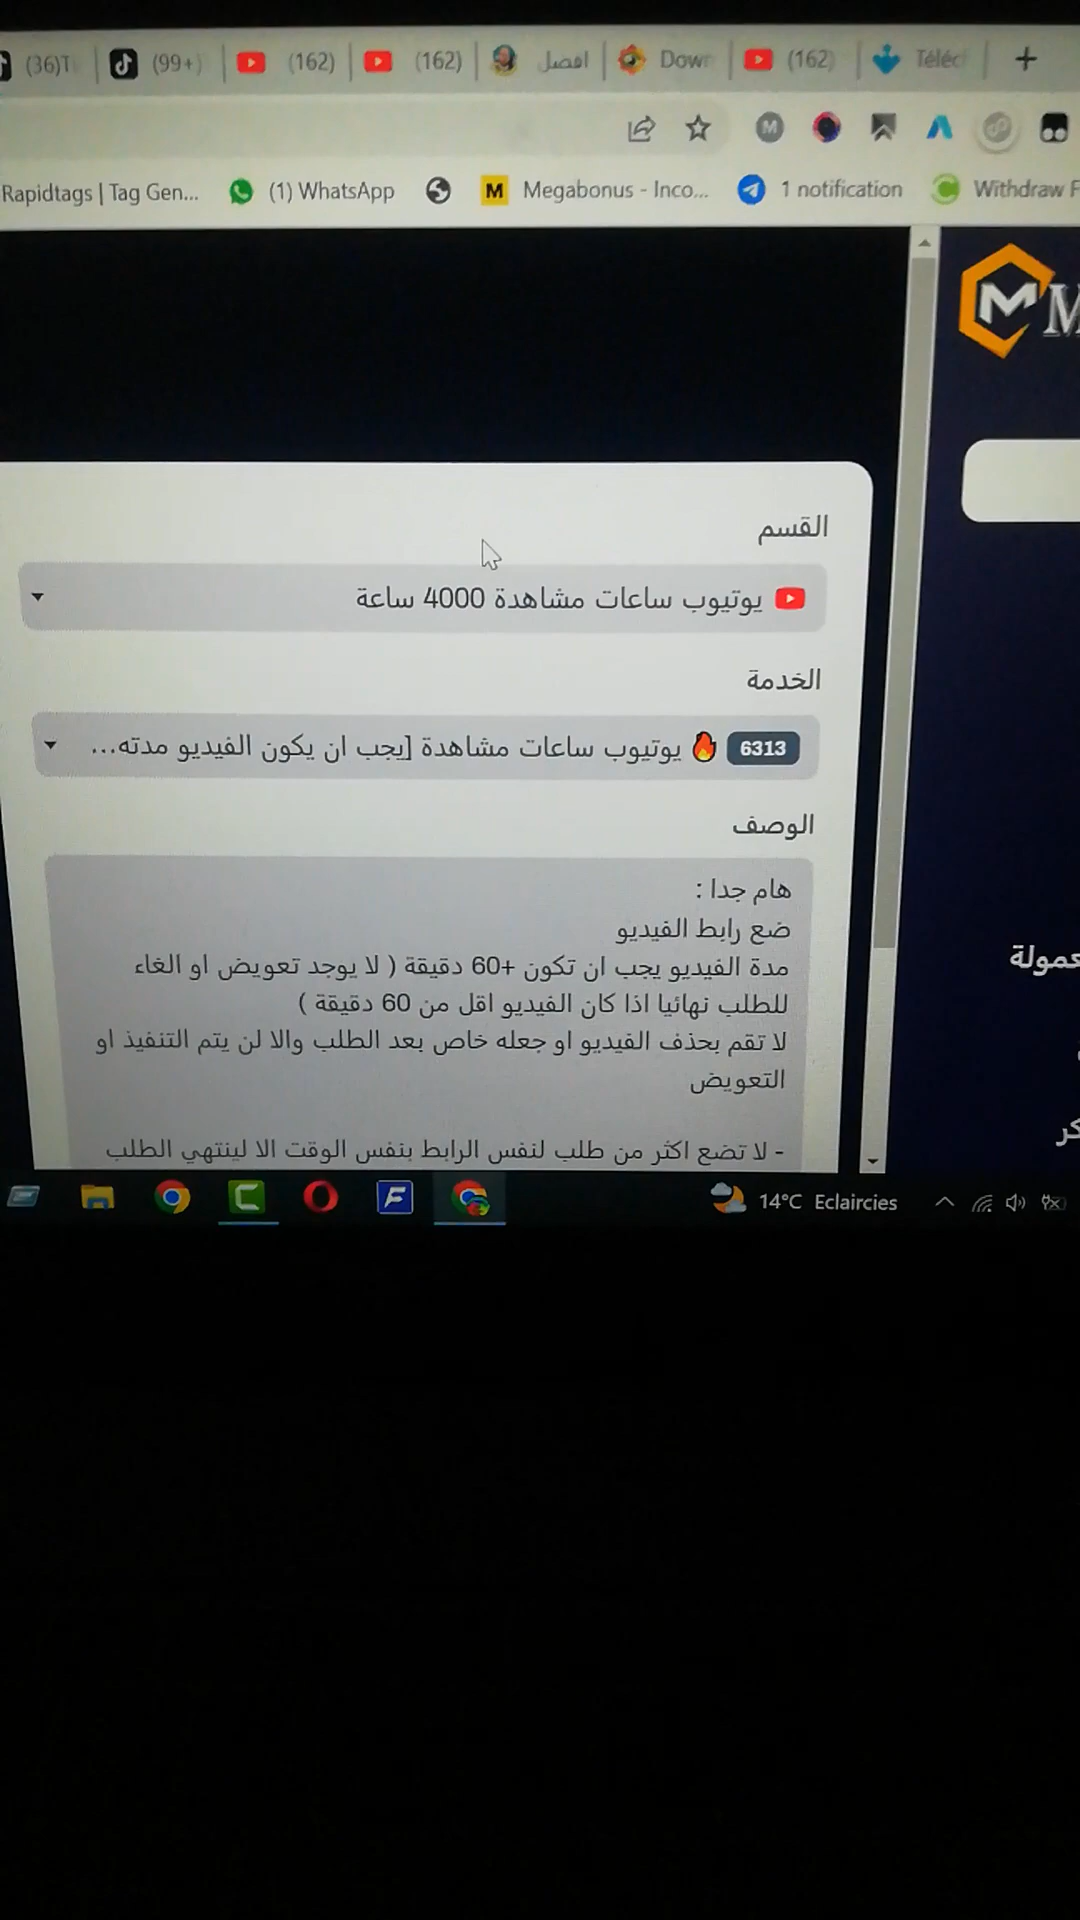 (36)T
(99+)
(162)
(162)
افضل
Down
(162)
Téléc
Rapidtags | Tag Gen...
(1) WhatsApp
M
Megabonus - Inco...
1 notification
Withdraw F
M
القسم
يوتيوب ساعات مشاهدة 4000 ساعة
الخدمة
6313 🔥 يوتيوب ساعات مشاهدة [يجب ان يكون الفيديو مدته...
الوصف
هام جدا :
ضع رابط الفيديو
مدة الفيديو يجب ان تكون +60 دقيقة ( لا يوجد تعويض او الغاء
للطلب نهائيا اذا كان الفيديو اقل من 60 دقيقة )
لا تقم بحذف الفيديو او جعله خاص بعد الطلب والا لن يتم التنفيذ او
التعويض
- لا تضع اكثر من طلب لنفس الرابط بنفس الوقت الا لينتهي الطلب
14°C Eclaircies